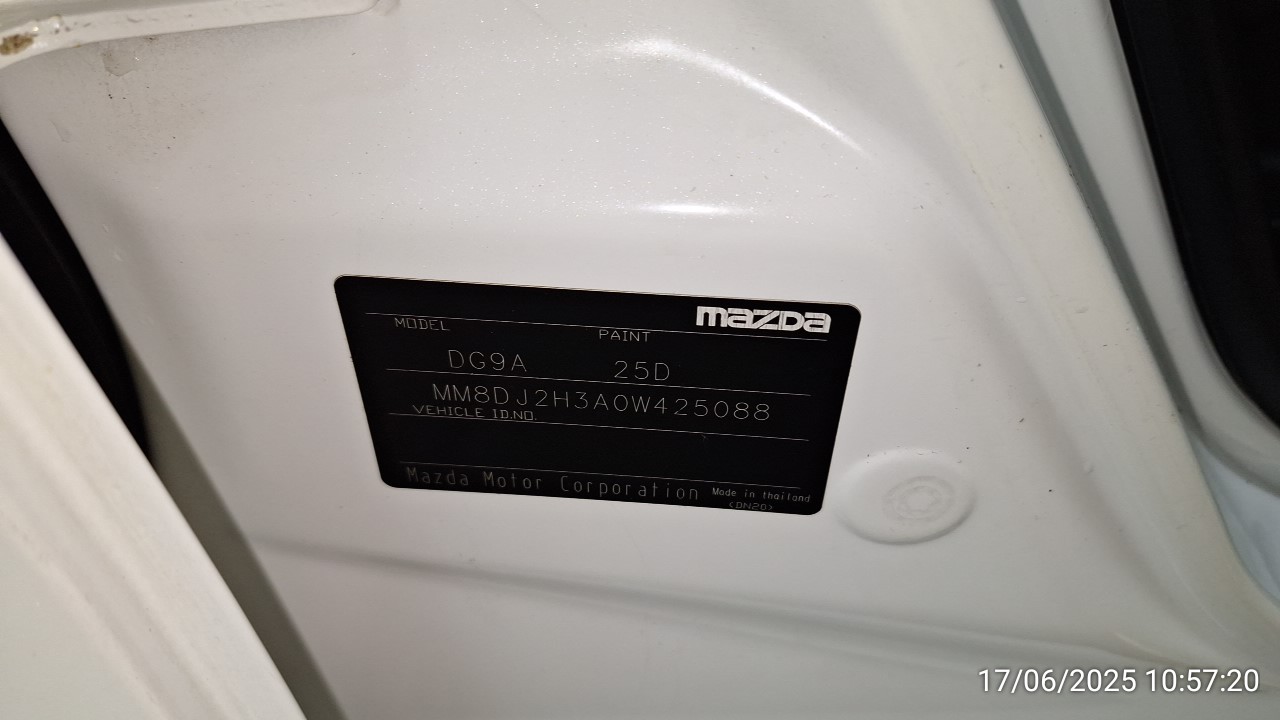 mazda
MODEL PAINT
DG9A 25D
MM8DJ2H3A0W425088
VEHICLE ID.NO.
Mazda Motor Corporation Made in thailand
<DN20>
17/06/2025 10:57:20